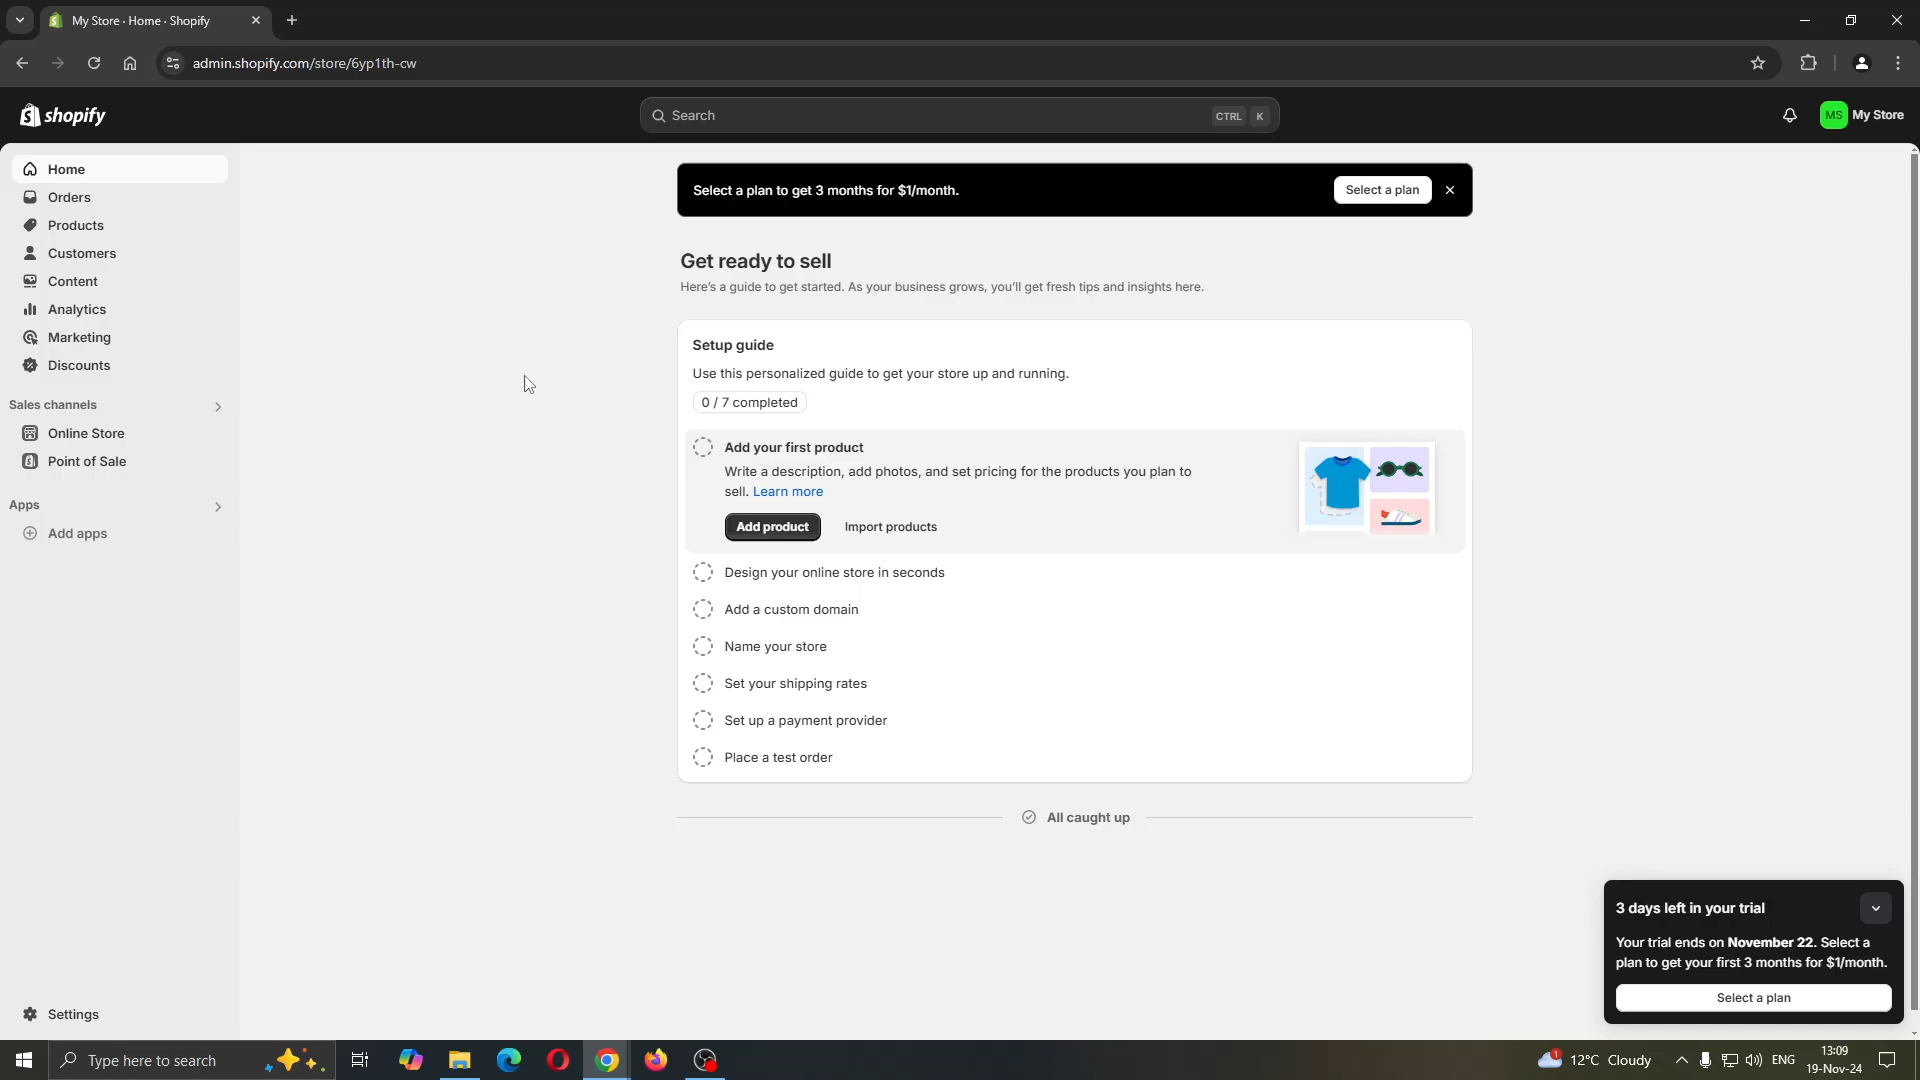 My Store · Home · Shopify
admin.shopify.com/store/6yp1th-cw
shopify
Search
CTRL K
MS My Store
Home
Orders
Products
Customers
Content
Analytics
Marketing
Discounts
Sales channels
Online Store
Point of Sale
Apps
Add apps
Settings
Select a plan to get 3 months for $1/month.
Select a plan
Get ready to sell
Here's a guide to get started. As your business grows, you'll get fresh tips and insights here.
Setup guide
Use this personalized guide to get your store up and running.
0 / 7 completed
Add your first product
Write a description, add photos, and set pricing for the products you plan to
sell. Learn more
Add product
Import products
Design your online store in seconds
Add a custom domain
Name your store
Set your shipping rates
Set up a payment provider
Place a test order
All caught up
3 days left in your trial
Your trial ends on November 22. Select a
plan to get your first 3 months for $1/month.
Select a plan
Type here to search
1
12°C Cloudy
ENG
13:09
19-Nov-24